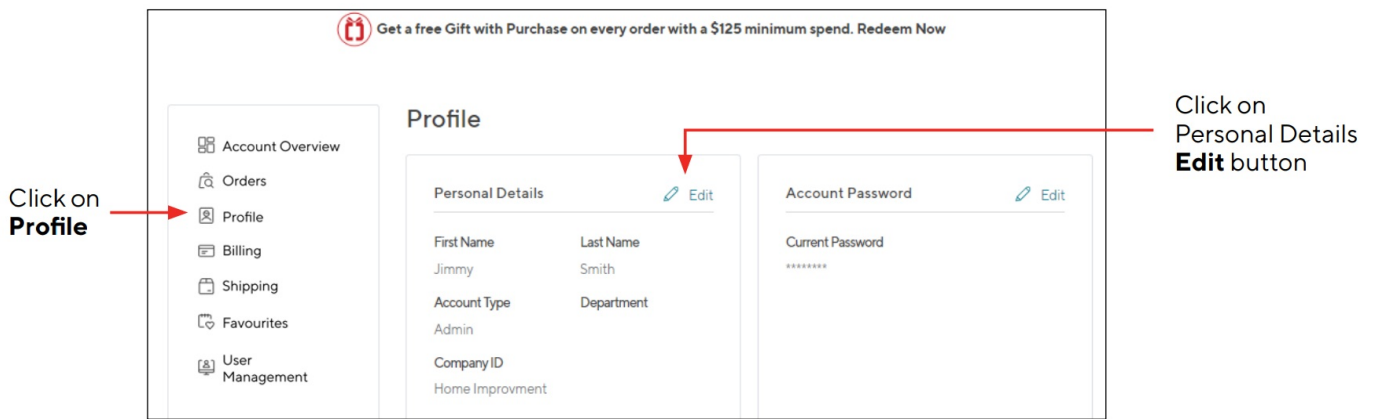 Get a free Gift with Purchase on every order with a $125 minimum spend. Redeem Now
Click on
Profile
Account Overview
Orders
Profile
Billing
Shipping
Favourites
User
Management
Profile
Personal Details
Edit
First Name
Last Name
Jimmy
Smith
Account Type
Department
Admin
Company ID
Home Improvment
Account Password
Edit
Current Password
********
Click on
Personal Details
Edit button